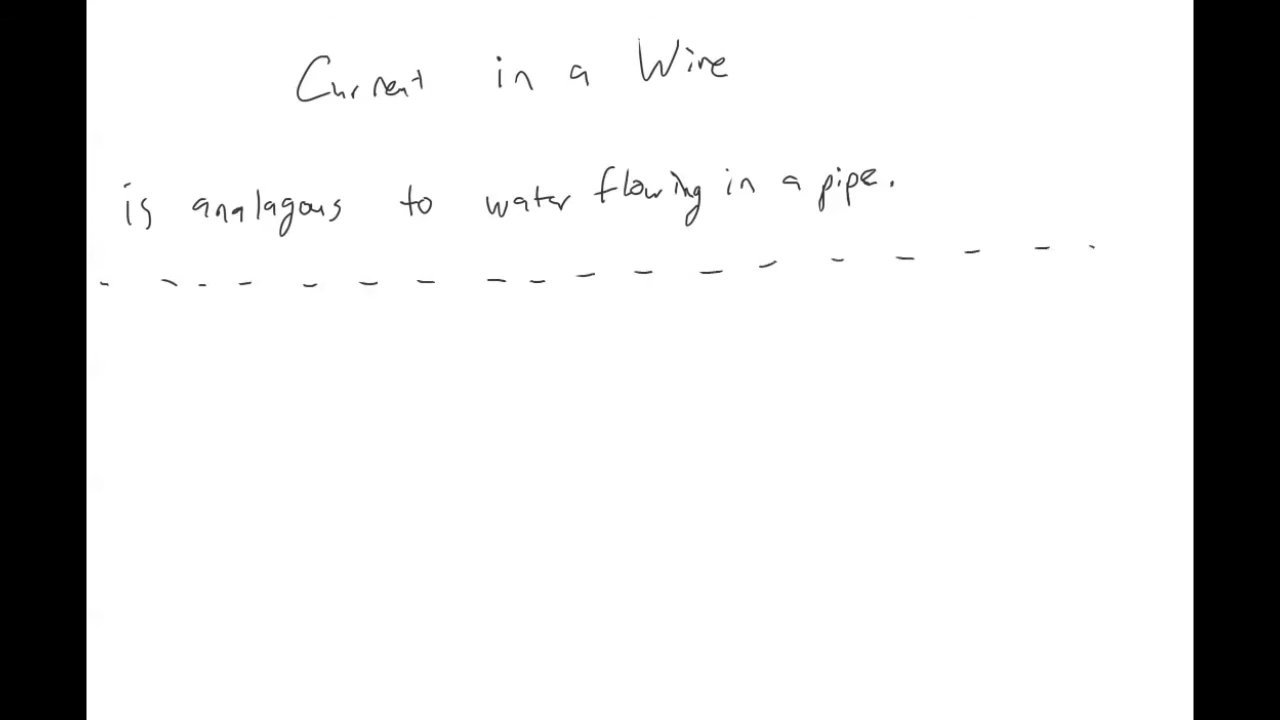 Current in a Wire
is analagous to water flowing in a pipe.